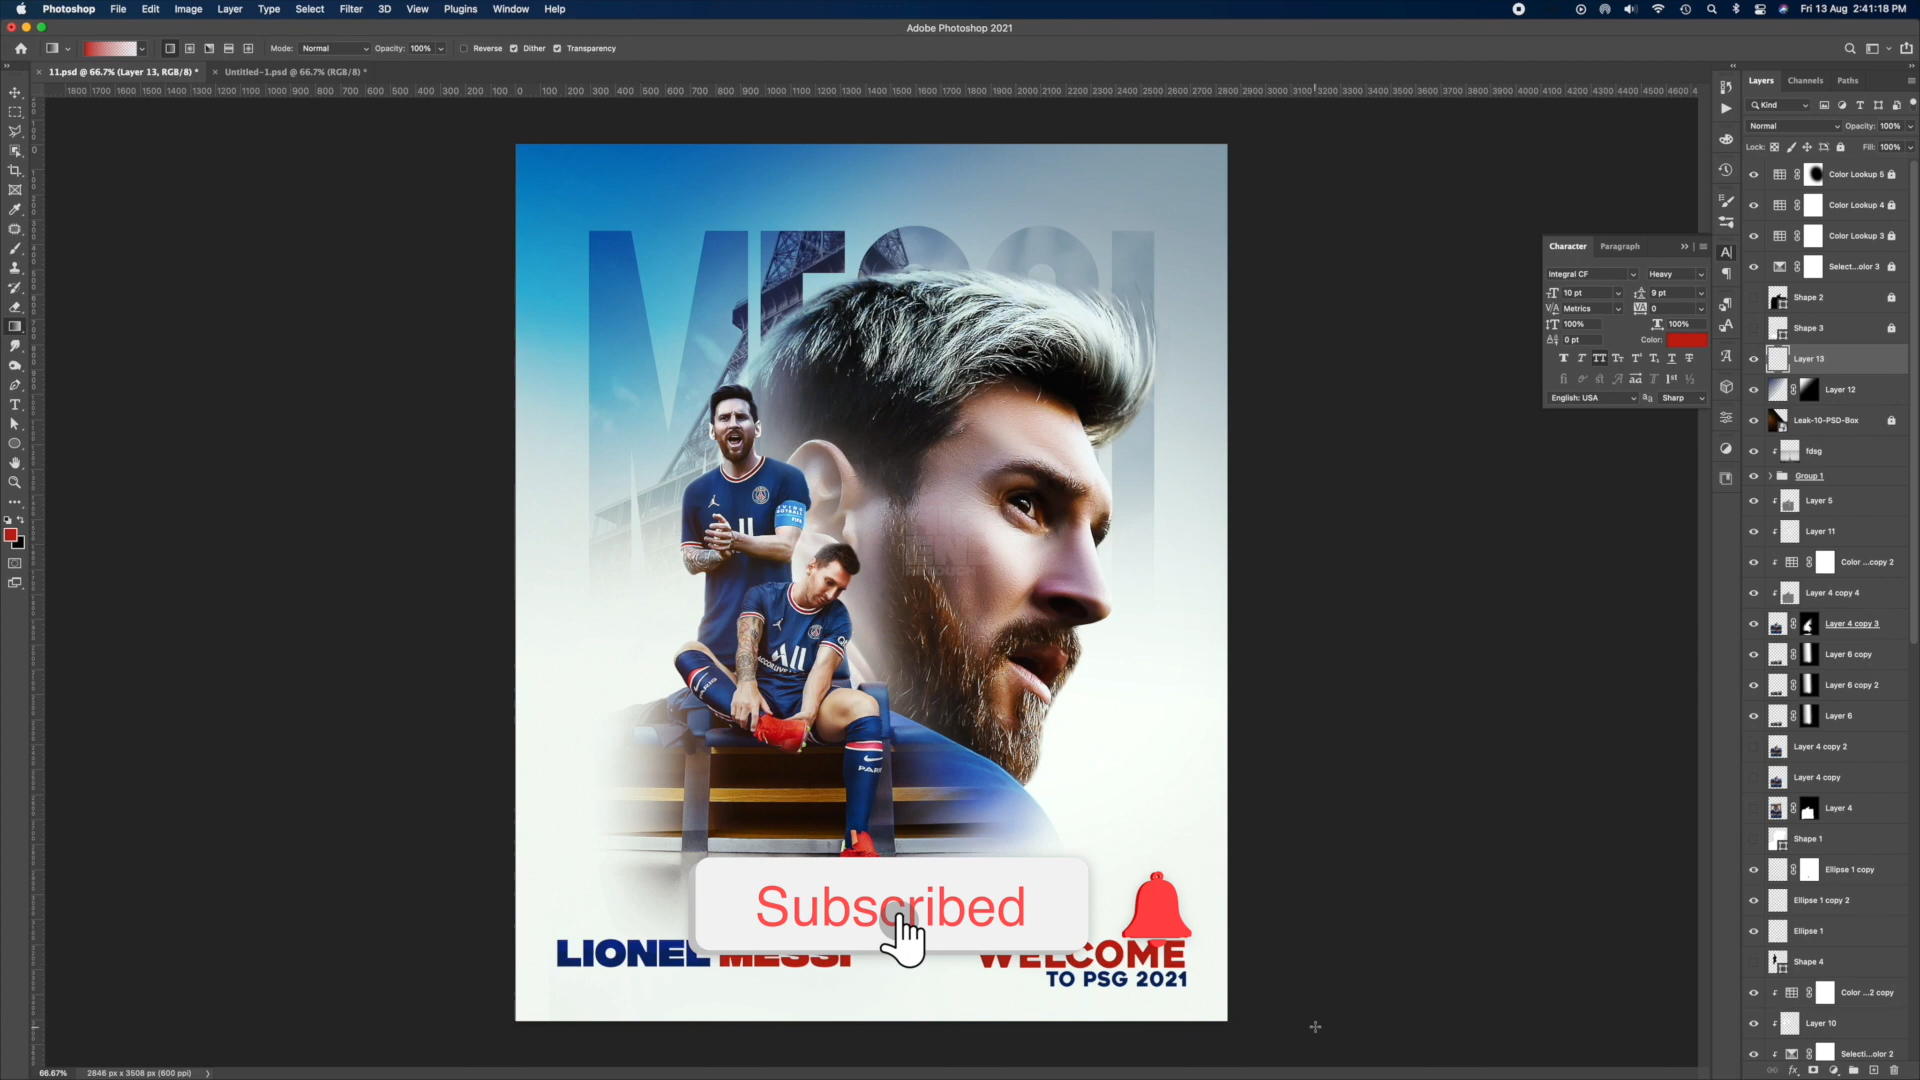 Photoshop File Edit Image Layer Type Select Filter 3D View Plugins Window Help
Fri 13 Aug 2:41:18 PM
Adobe Photoshop 2021
Mode: Normal Opacity: 100% Reverse Dither Transparency
11.psd @ 66.7% (Layer 13, RGB/8) *
Untitled-1.psd @ 66.7% (RGB/8) *
Layers Channels Paths
Kind
Normal Opacity: 100%
Lock: Fill: 100%
Color Lookup 5
Color Lookup 4
Color Lookup 3
Select...olor 3
Shape 2
Shape 3
Layer 13
Layer 12
Leak-10-PSD-Box
fdsg
Group 1
Layer 5
Layer 11
Color ...copy 2
Layer 4 copy 4
Layer 4 copy 3
Layer 6 copy
Layer 6 copy 2
Layer 6
Layer 4 copy 2
Layer 4 copy
Layer 4
Shape 1
Ellipse 1 copy
Ellipse 1 copy 2
Ellipse 1
Shape 4
Color ...2 copy
Layer 10
Selecti...olor 2
Character Paragraph
Integral CF Heavy
10 pt 9 pt
Metrics 0
100% 100%
0 pt Color:
English: USA Sharp
MESSI
Subscribed
LIONEL MESSI
WELCOME
TO PSG 2021
66.67% 2846 px x 3508 px (600 ppi)